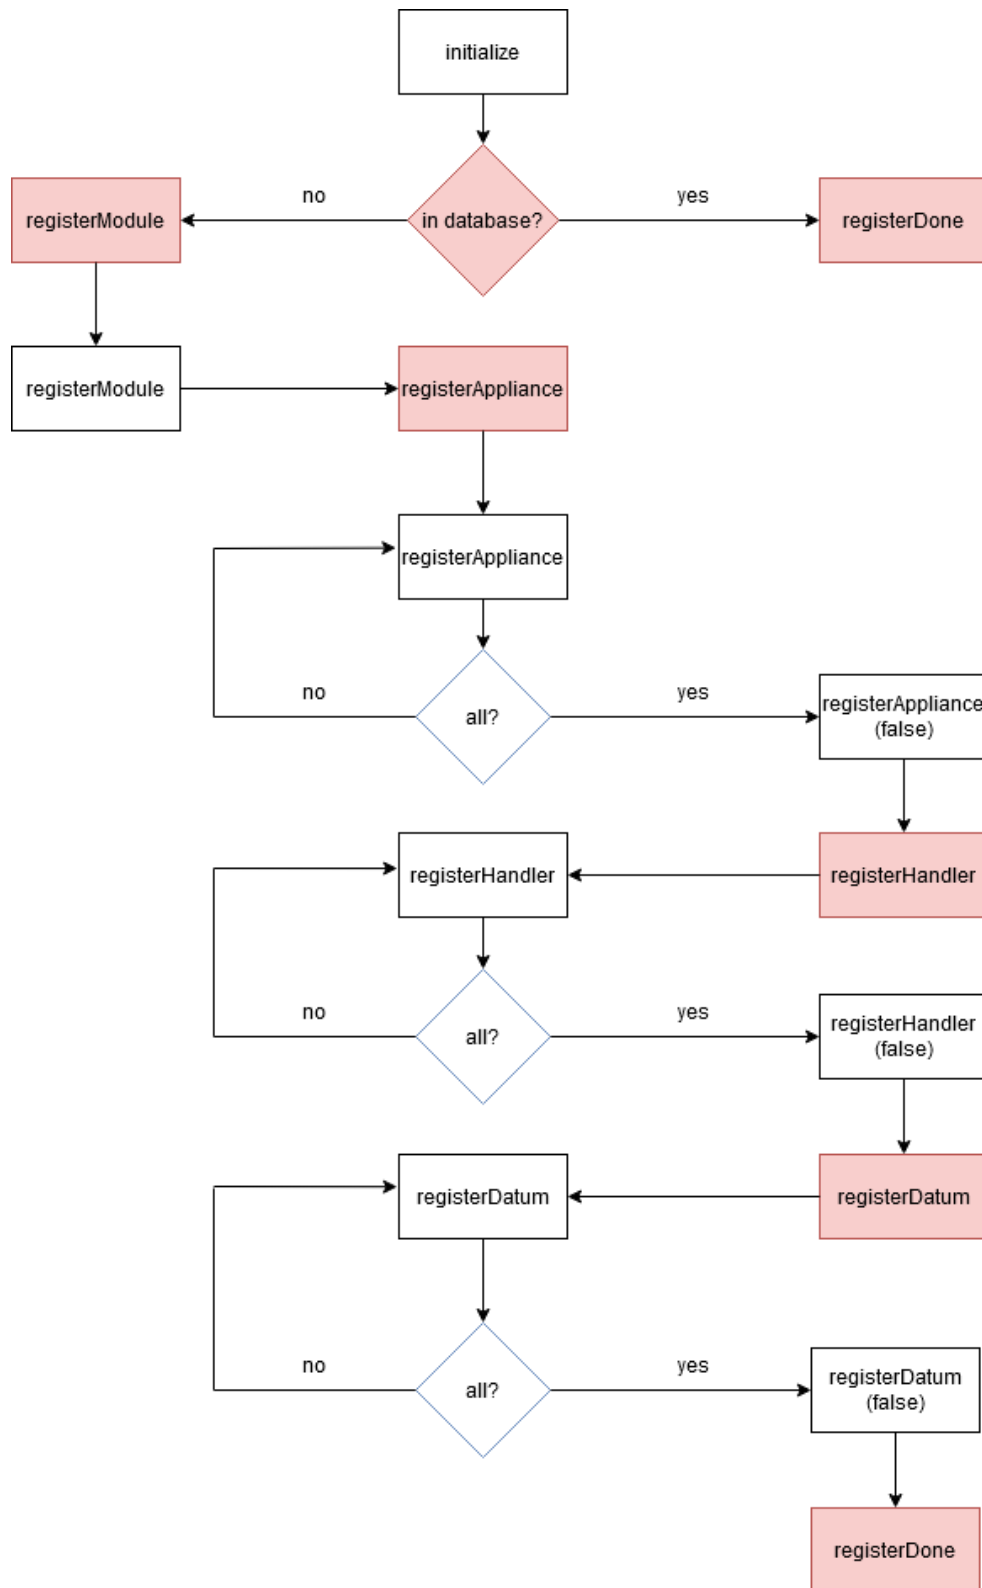 initialize
no
yes
registerModule
in database?
registerDone
registerModule
registerAppliance
registerAppliance
no
yes
all?
registerAppliance
(false)
registerHandler
registerHandler
no
yes
all?
registerHandler
(false)
registerDatum
registerDatum
no
yes
all?
registerDatum
(false)
registerDone